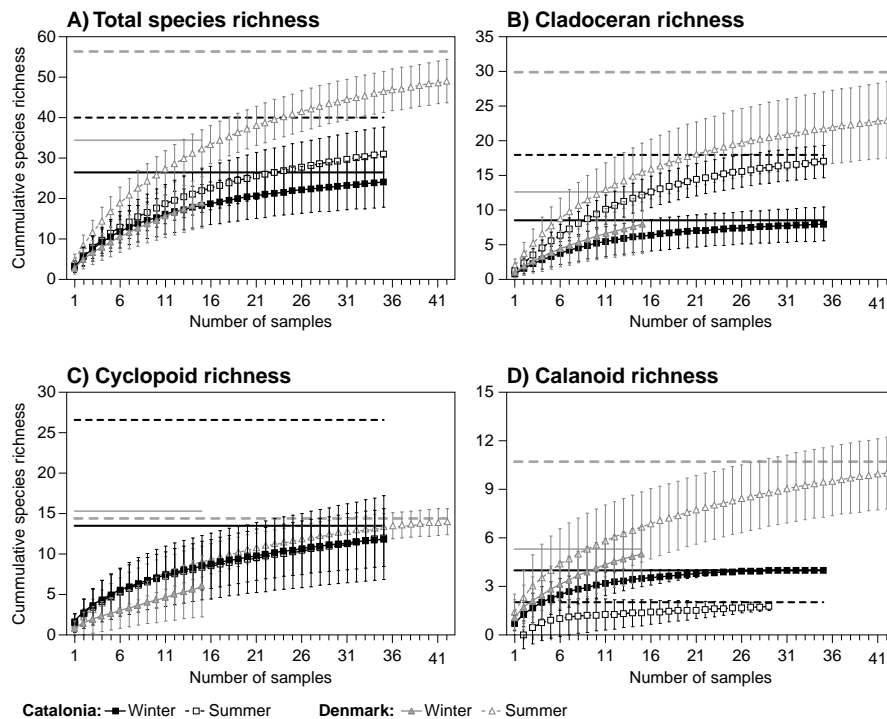 A) Total species richness
Cummulative species richness
60
50
40
30
20
10
0
1 6 11 16 21 26 31 36 41
Number of samples
B) Cladoceran richness
35
30
25
20
15
10
5
0
1 6 11 16 21 26 31 36 41
Number of samples
C) Cyclopoid richness
Cummulative species richness
30
25
20
15
10
5
0
1 6 11 16 21 26 31 36 41
Number of samples
D) Calanoid richness
15
12
9
6
3
0
1 6 11 16 21 26 31 36 41
Number of samples
Catalonia: Winter Summer Denmark: Winter Summer